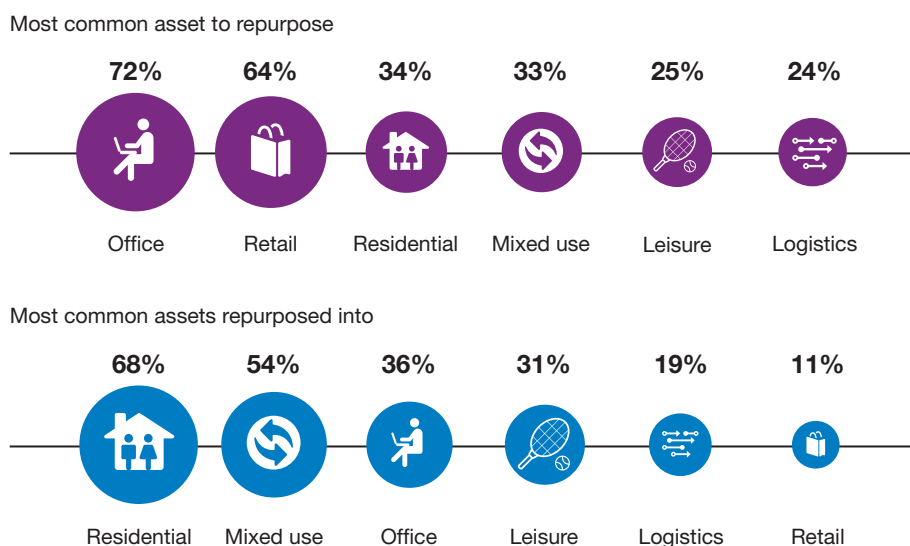 Most common asset to repurpose
72% 64% 34% 33% 25% 24%
Office Retail Residential Mixed use Leisure Logistics
Most common assets repurposed into
68% 54% 36% 31% 19% 11%
Residential Mixed use Office Leisure Logistics Retail